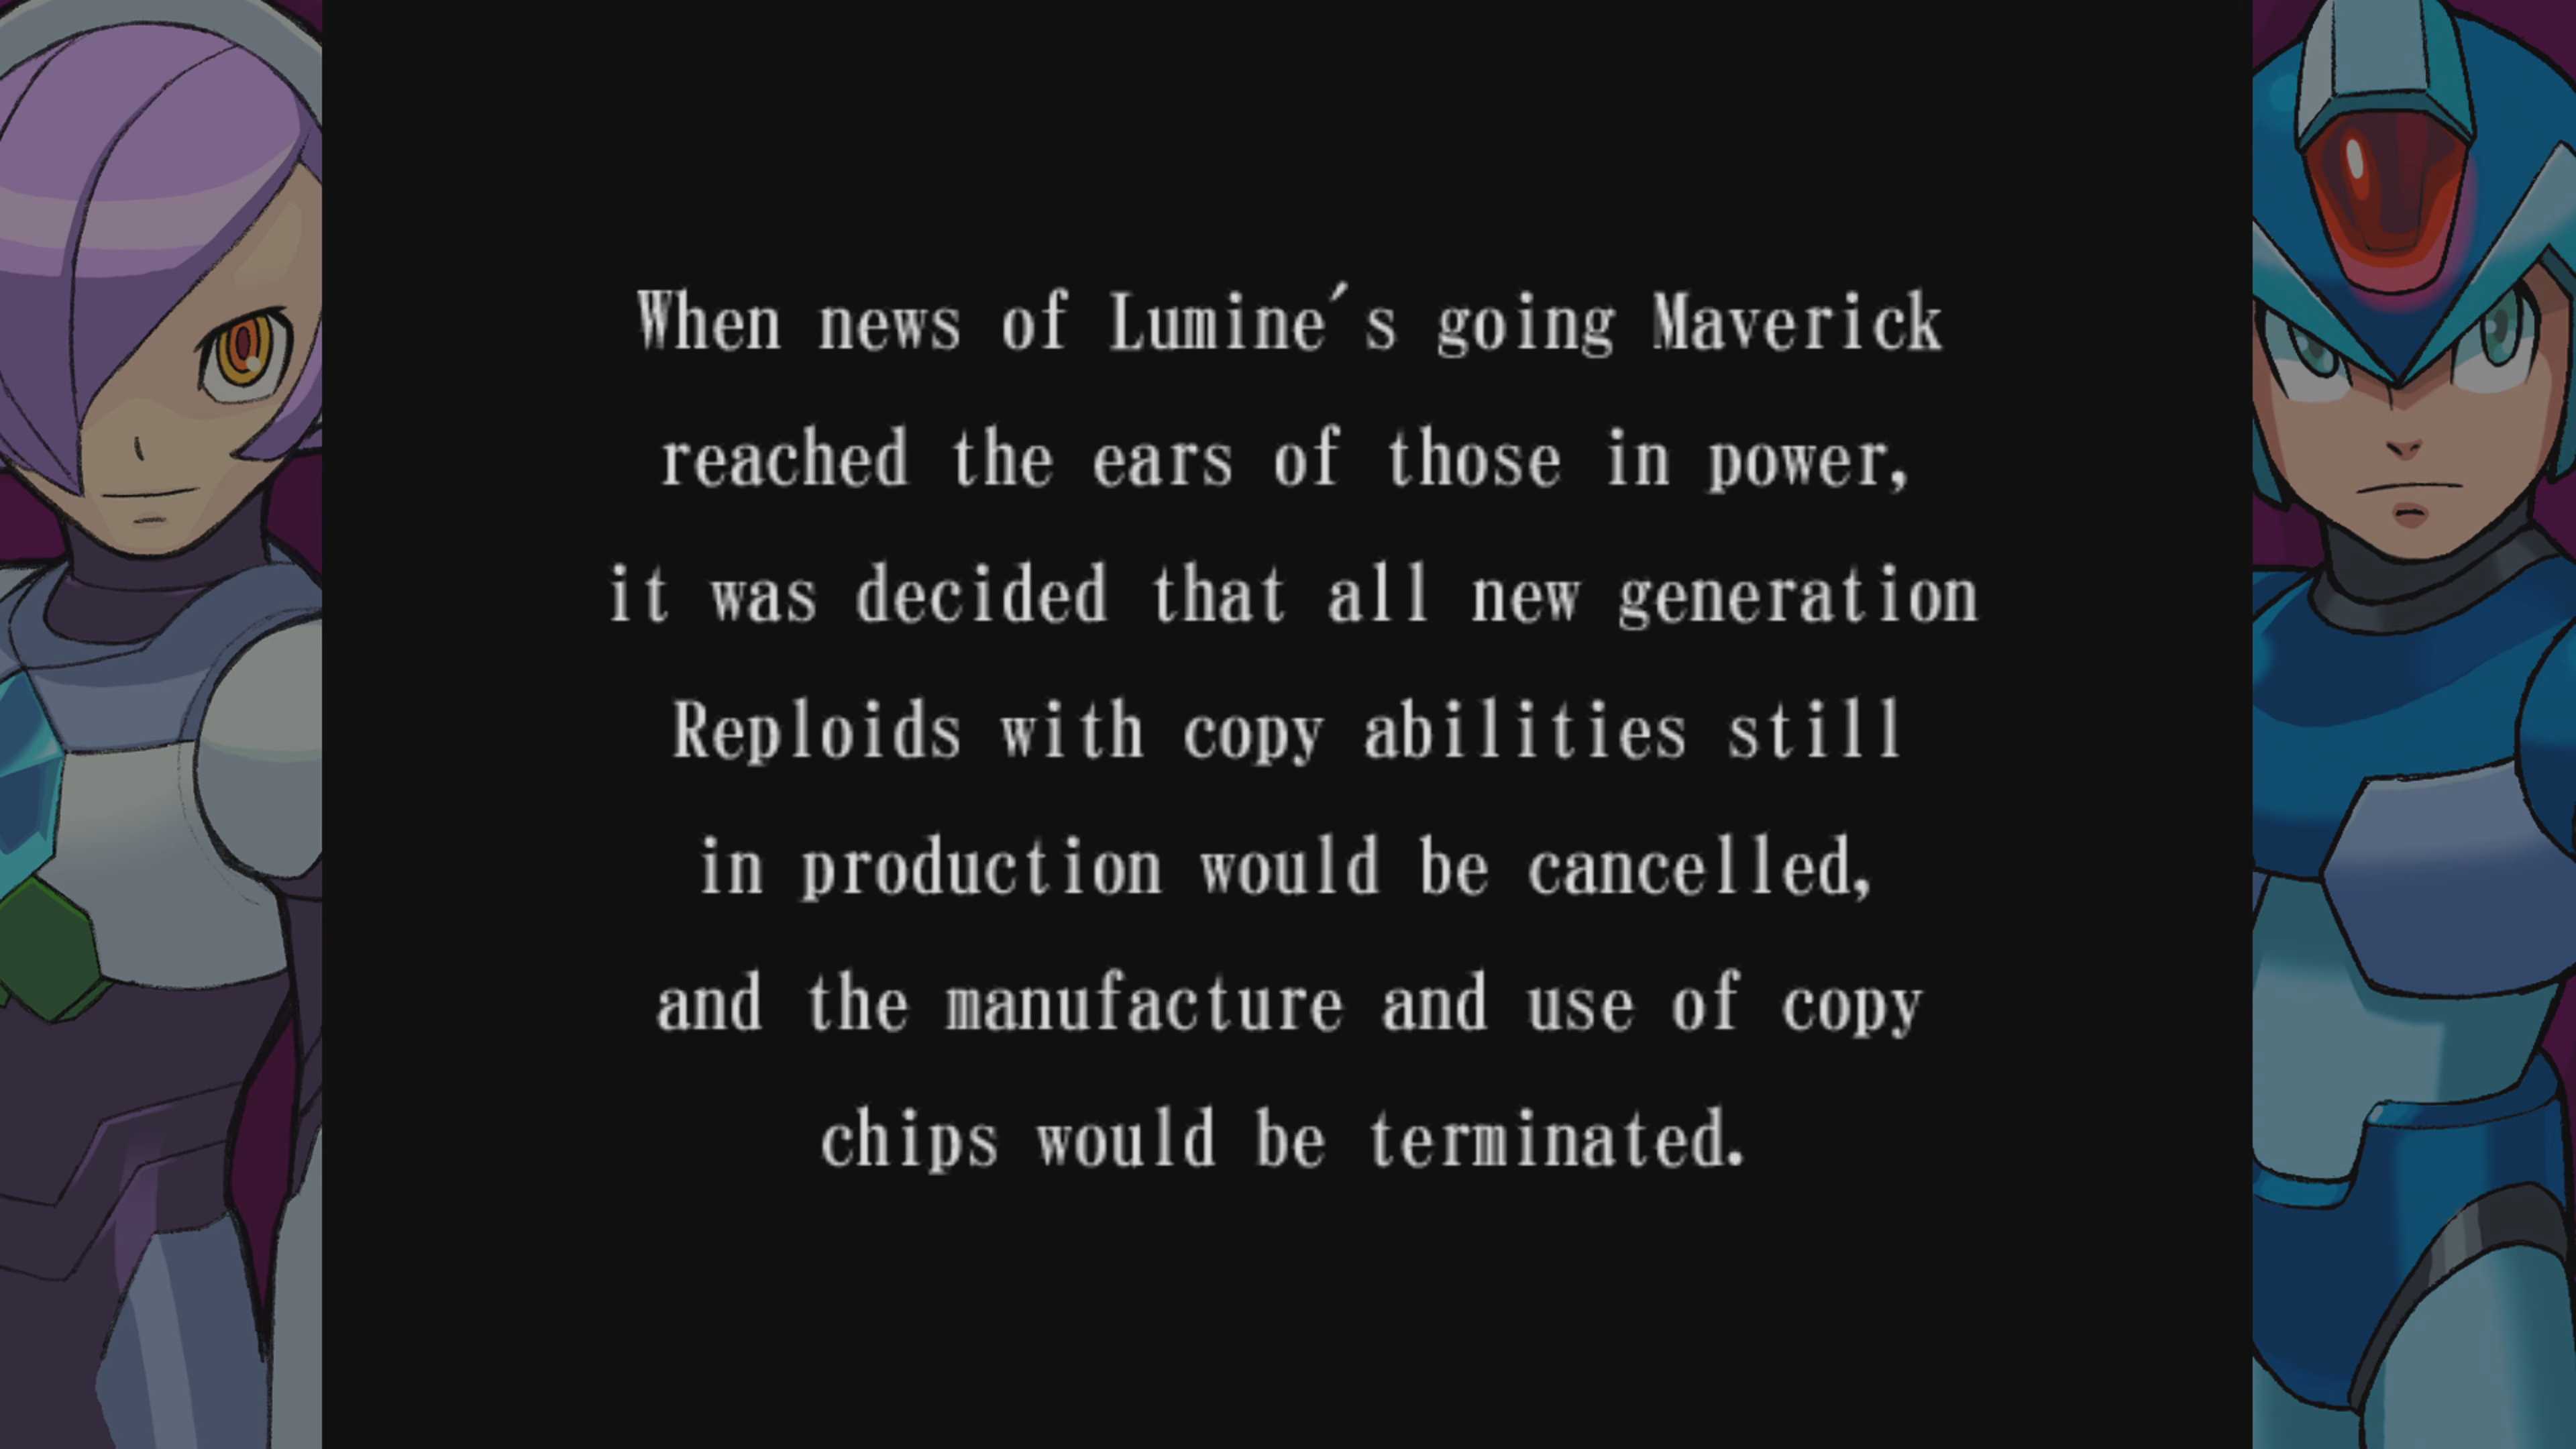 When news of Lumine's going Maverick
reached the ears of those in power,
it was decided that all new generation
Reploids with copy abilities still
in production would be cancelled,
and the manufacture and use of copy
chips would be terminated.